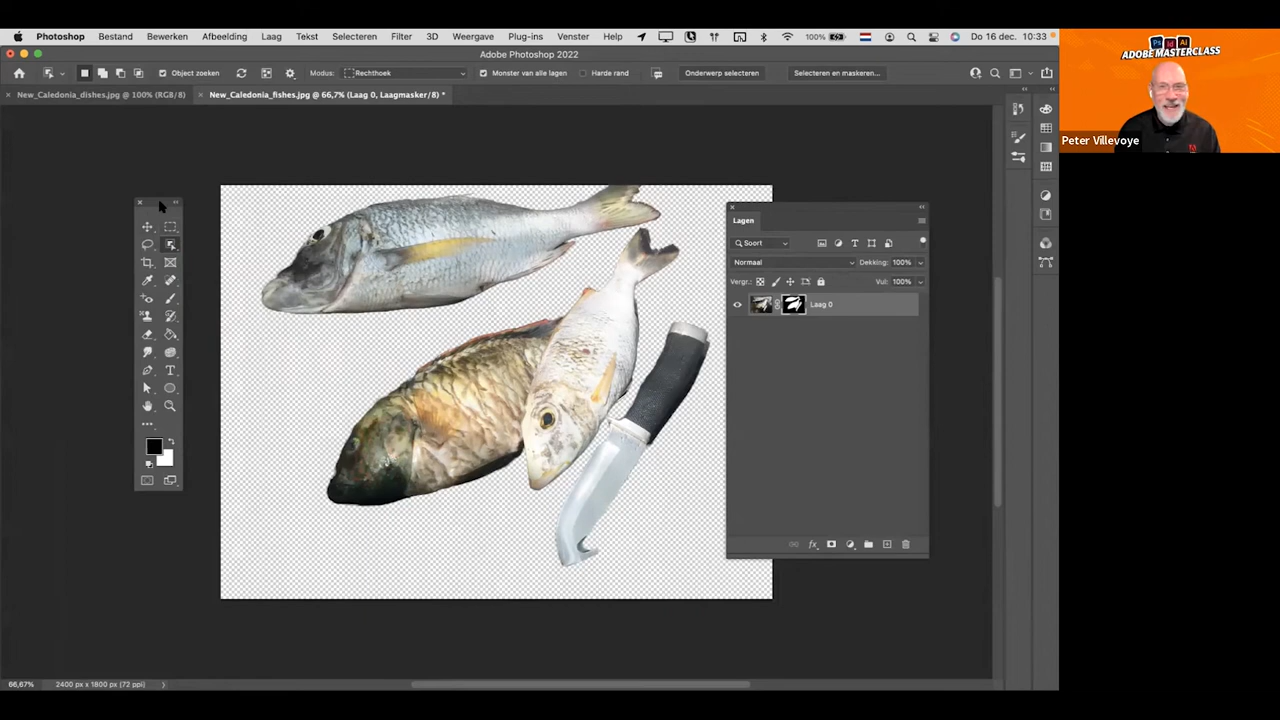 Photoshop Bestand Bewerken Afbeelding Laag Tekst Selecteren Filter 3D Weergave Plug-ins Venster Help 100% Do 16 dec. 10:33
Adobe Photoshop 2022
Object zoeken Modus: Rechthoek Monster van alle lagen Harde rand Onderwerp selecteren Selecteren en maskeren...
New_Caledonia_dishes.jpg @ 100% (RGB/8) New_Caledonia_fishes.jpg @ 66,7% (Laag 0, Laagmasker/8) *
Ps Id Ai
ADOBE MASTERCLASS
Peter Villevoye
Lagen
Soort
Normaal Dekking: 100%
Vergr.: Vul: 100%
Laag 0
66,67% 2400 px x 1800 px (72 ppi)